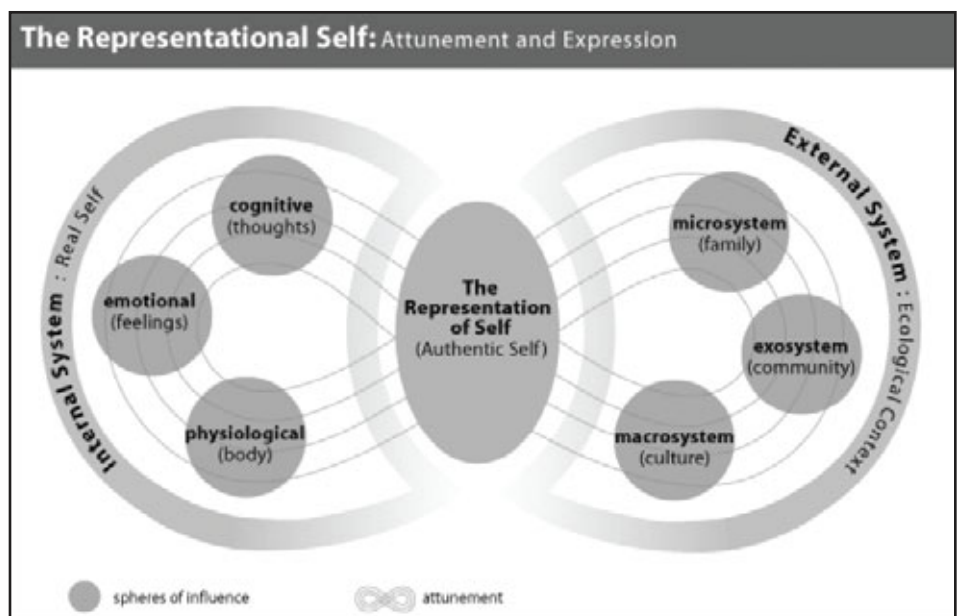 The Representational Self: Attunement and Expression
Internal System : Real Self
cognitive
(thoughts)
emotional
(feelings)
physiological
(body)
The
Representation
of Self
(Authentic Self)
microsystem
(family)
exosystem
(community)
macrosystem
(culture)
External System : Ecological Context
spheres of influence
attunement